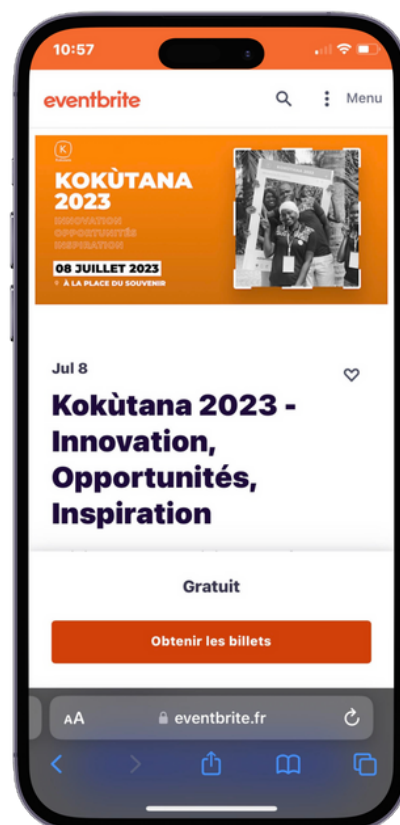 10:57
eventbrite
Menu
K
KOKÙTANA
2023
INNOVATION
OPPORTUNITÉS
INSPIRATION
08 JUILLET 2023
À LA PLACE DU SOUVENIR
Jul 8
Kokùtana 2023 -
Innovation,
Opportunités,
Inspiration
Gratuit
Obtenir les billets
AA
eventbrite.fr